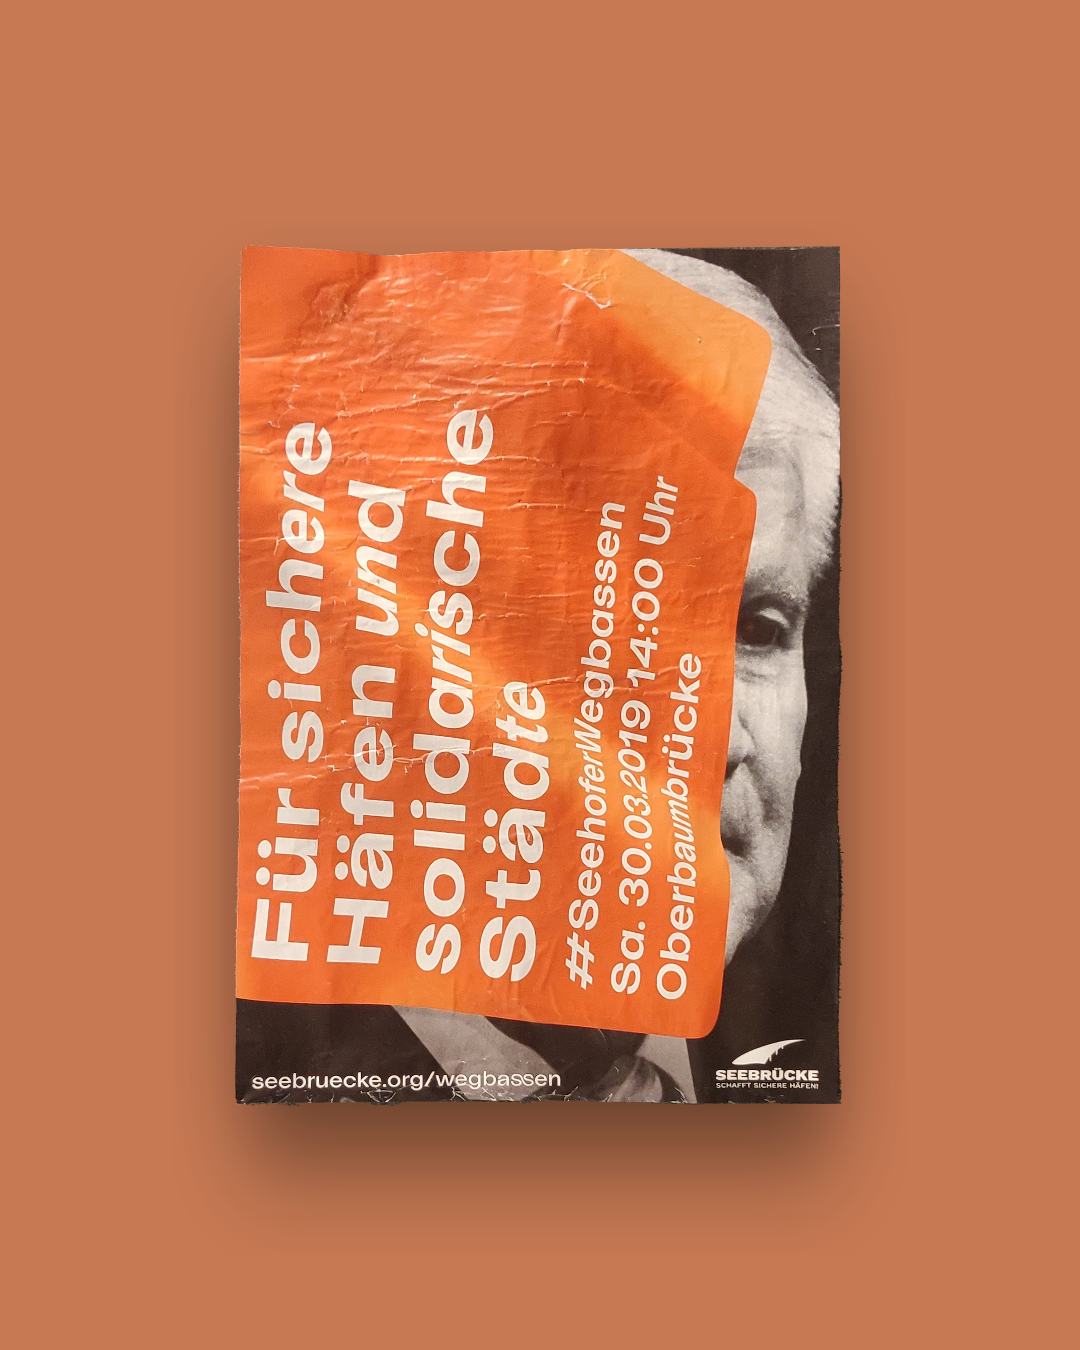 Für sichere
Häfen und
solidarische
Städte
#SeehoferWegbassen
Sa. 30.03.2019 14:00 Uhr
Oberbaumbrücke
seebruecke.org/wegbassen
SEEBRÜCKE
SCHAFFT SICHERE HÄFEN!